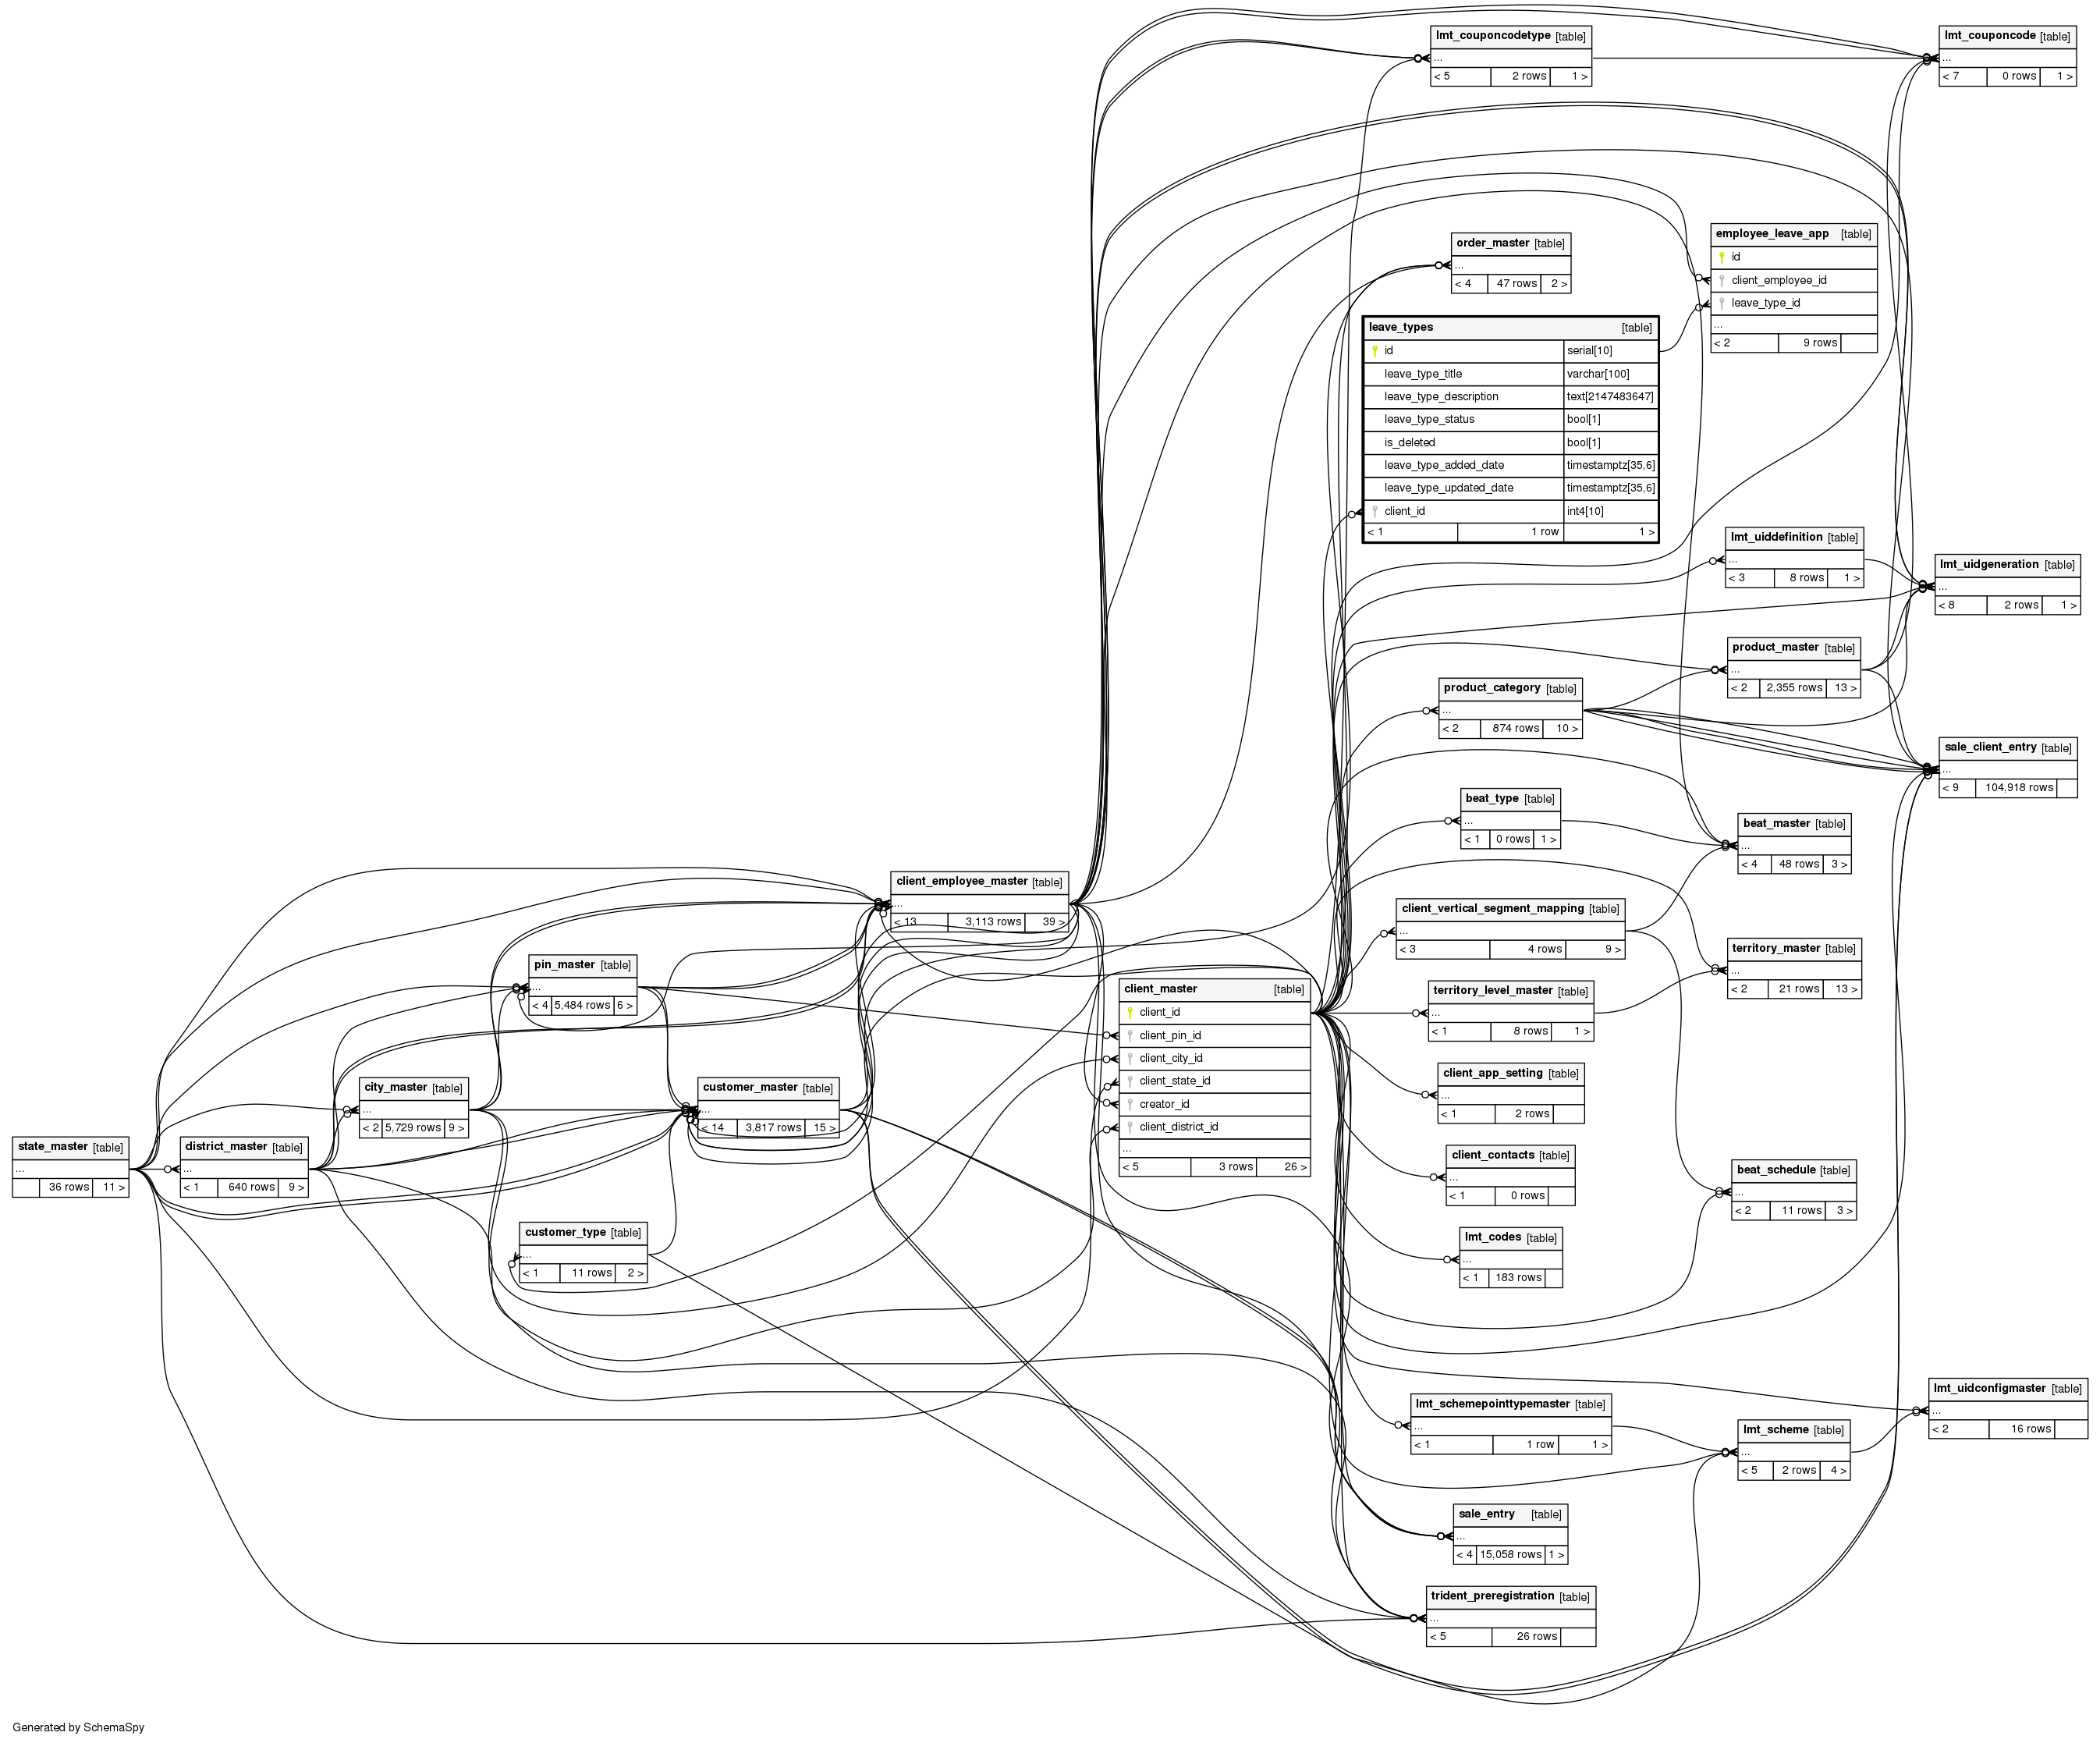 lmt_couponcodetype [table]
...
< 5 2 rows 1 >
lmt_couponcode [table]
...
< 7 0 rows 1 >
order_master [table]
...
< 4 47 rows 2 >
employee_leave_app [table]
id
client_employee_id
leave_type_id
...
< 2 9 rows
leave_types [table]
id serial[10]
leave_type_title varchar[100]
leave_type_description text[2147483647]
leave_type_status bool[1]
is_deleted bool[1]
leave_type_added_date timestamptz[35,6]
leave_type_updated_date timestamptz[35,6]
client_id int4[10]
< 1 1 row 1 >
lmt_uiddefinition [table]
...
< 3 8 rows 1 >
lmt_uidgeneration [table]
...
< 8 2 rows 1 >
product_master [table]
...
< 2 2,355 rows 13 >
product_category [table]
...
< 2 874 rows 10 >
sale_client_entry [table]
...
< 9 104,918 rows
beat_type [table]
...
< 1 0 rows 1 >
beat_master [table]
...
< 4 48 rows 3 >
client_employee_master [table]
...
< 13 3,113 rows 39 >
client_vertical_segment_mapping [table]
...
< 3 4 rows 9 >
territory_master [table]
...
< 2 21 rows 13 >
pin_master [table]
...
< 4 5,484 rows 6 >
client_master [table]
client_id
client_pin_id
client_city_id
client_state_id
creator_id
client_district_id
...
< 5 3 rows 26 >
territory_level_master [table]
...
< 1 8 rows 1 >
client_app_setting [table]
...
< 1 2 rows
city_master [table]
...
< 2 5,729 rows 9 >
customer_master [table]
...
< 14 3,817 rows 15 >
state_master [table]
...
36 rows 11 >
district_master [table]
...
< 1 640 rows 9 >
client_contacts [table]
...
< 1 0 rows
beat_schedule [table]
...
< 2 11 rows 3 >
customer_type [table]
...
< 1 11 rows 2 >
lmt_codes [table]
...
< 1 183 rows
lmt_uidconfigmaster [table]
...
< 2 16 rows
lmt_schemepointtypemaster [table]
...
< 1 1 row 1 >
lmt_scheme [table]
...
< 5 2 rows 4 >
sale_entry [table]
...
< 4 15,058 rows 1 >
trident_preregistration [table]
...
< 5 26 rows
Generated by SchemaSpy